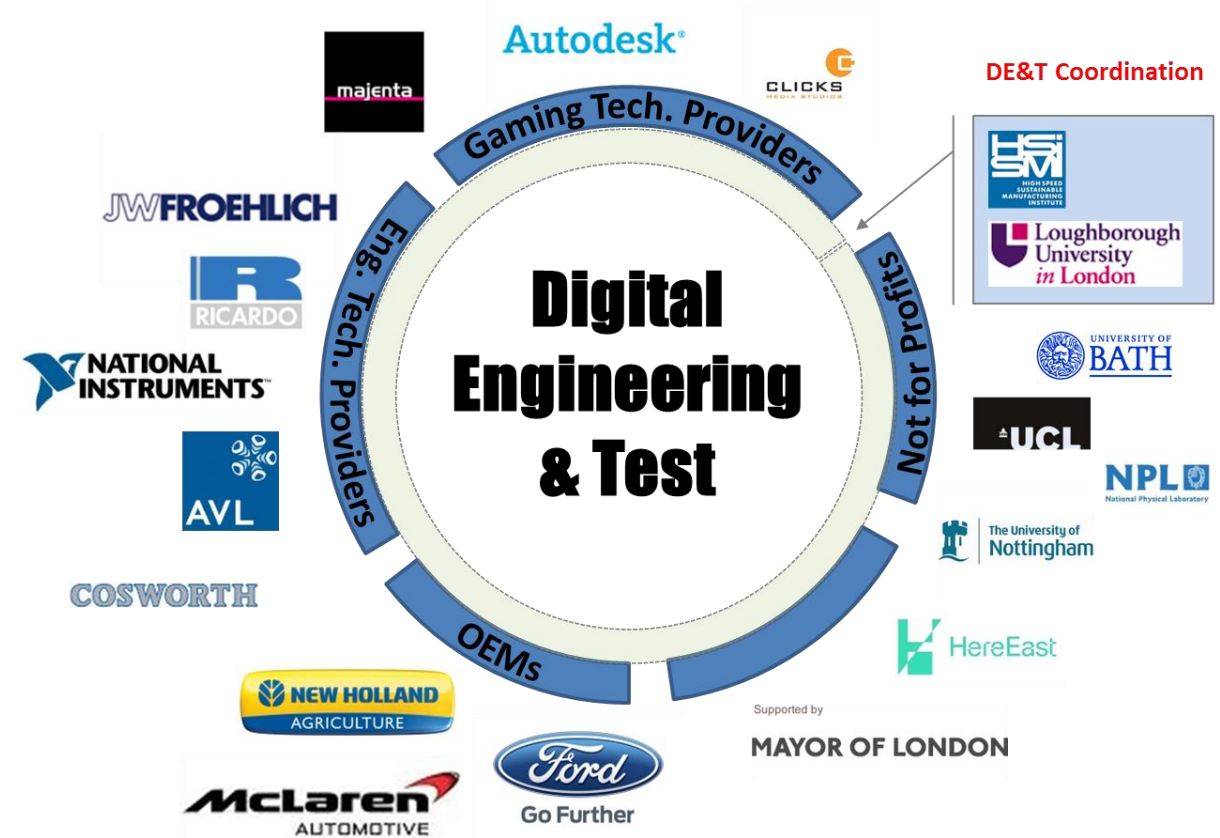 Autodesk®
majenta
CLICKS
MEDIA STUDIOS
DE&T Coordination
Gaming Tech. Providers
HSSMI
HIGH SPEED
SUSTAINABLE
MANUFACTURING
INSTITUTE
JWFROEHLICH
Loughborough
University
in London
Eng. Tech. Providers
Not for Profits
R
RICARDO
Digital
Engineering
& Test
UNIVERSITY OF
BATH
NATIONAL
INSTRUMENTS™
UCL
AVL
NPL
National Physical Laboratory
The University of
Nottingham
COSWORTH
OEMs
HereEast
NEW HOLLAND
AGRICULTURE
Supported by
MAYOR OF LONDON
Ford
Go Further
McLaren
AUTOMOTIVE